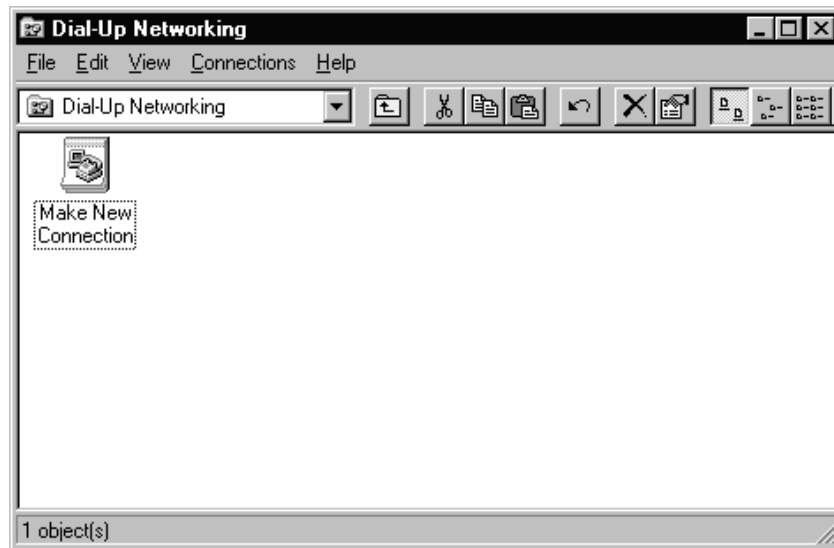 Dial-Up Networking
File Edit View Connections Help
Dial-Up Networking
Make New
Connection
1 object(s)